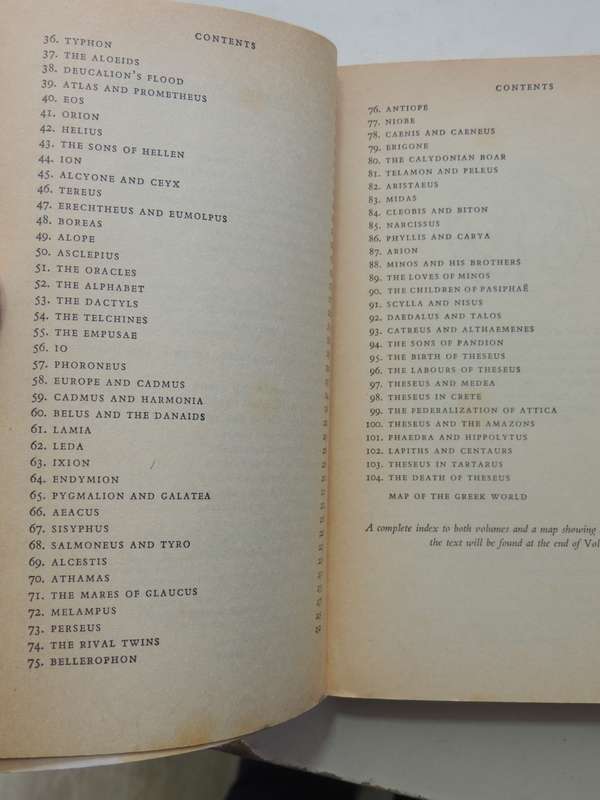 CONTENTS
36. TYPHON
37. THE ALOEIDS
38. DEUCALION'S FLOOD
39. ATLAS AND PROMETHEUS
40. EOS
41. ORION
42. HELIUS
43. THE SONS OF HELLEN
44. ION
45. ALCYONE AND CEYX
46. TEREUS
47. ERECHTHEUS AND EUMOLPUS
48. BOREAS
49. ALOPE
50. ASCLEPIUS
51. THE ORACLES
52. THE ALPHABET
53. THE DACTYLS
54. THE TELCHINES
55. THE EMPUSAE
56. IO
57. PHORONEUS
58. EUROPE AND CADMUS
59. CADMUS AND HARMONIA
60. BELUS AND THE DANAIDS
61. LAMIA
62. LEDA
63. IXION
64. ENDYMION
65. PYGMALION AND GALATEA
66. AEACUS
67. SISYPHUS
68. SALMONEUS AND TYRO
69. ALCESTIS
70. ATHAMAS
71. THE MARES OF GLAUCUS
72. MELAMPUS
73. PERSEUS
74. THE RIVAL TWINS
75. BELLEROPHON
CONTENTS
76. ANTIOPE
77. NIOBE
78. CAENIS AND CAENEUS
79. ERIGONE
80. THE CALYDONIAN BOAR
81. TELAMON AND PELEUS
82. ARISTAEUS
83. MIDAS
84. CLEOBIS AND BITON
85. NARCISSUS
86. PHYLLIS AND CARYA
87. ARION
88. MINOS AND HIS BROTHERS
89. THE LOVES OF MINOS
90. THE CHILDREN OF PASIPHAË
91. SCYLLA AND NISUS
92. DAEDALUS AND TALOS
93. CATREUS AND ALTHAEMENES
94. THE SONS OF PANDION
95. THE BIRTH OF THESEUS
96. THE LABOURS OF THESEUS
97. THESEUS AND MEDEA
98. THESEUS IN CRETE
99. THE FEDERALIZATION OF ATTICA
100. THESEUS AND THE AMAZONS
101. PHAEDRA AND HIPPOLYTUS
102. LAPITHS AND CENTAURS
103. THESEUS IN TARTARUS
104. THE DEATH OF THESEUS
MAP OF THE GREEK WORLD
A complete index to both volumes and a map showing
the text will be found at the end of Vol